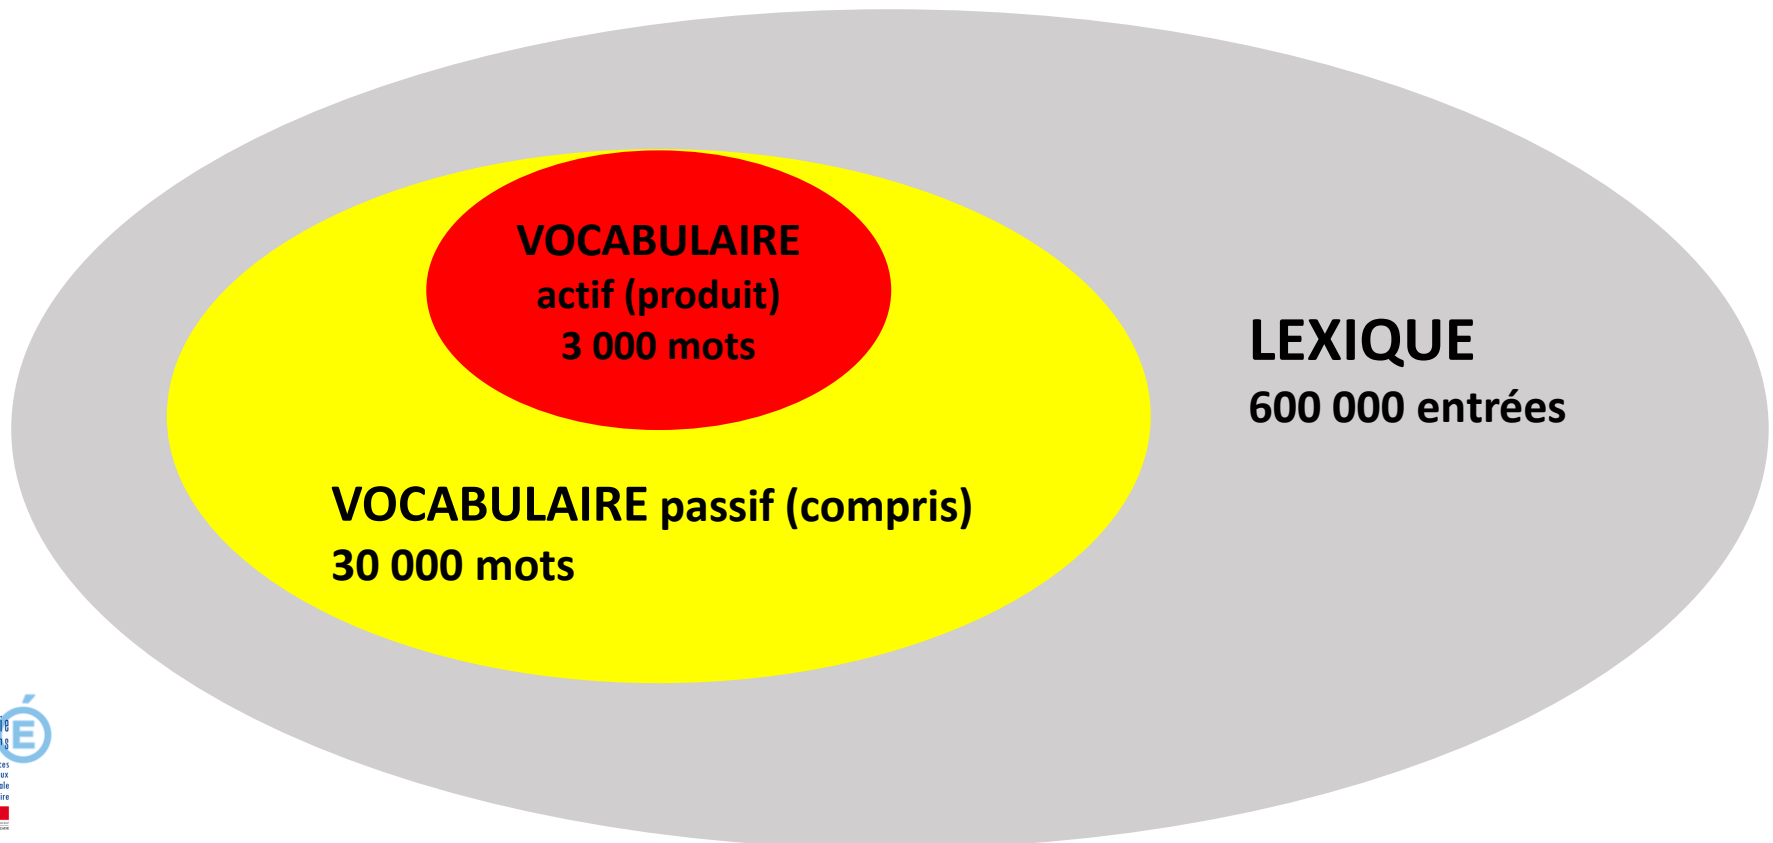 VOCABULAIRE
actif (produit)
3 000 mots
LEXIQUE
600 000 entrées
VOCABULAIRE passif (compris)
30 000 mots
É